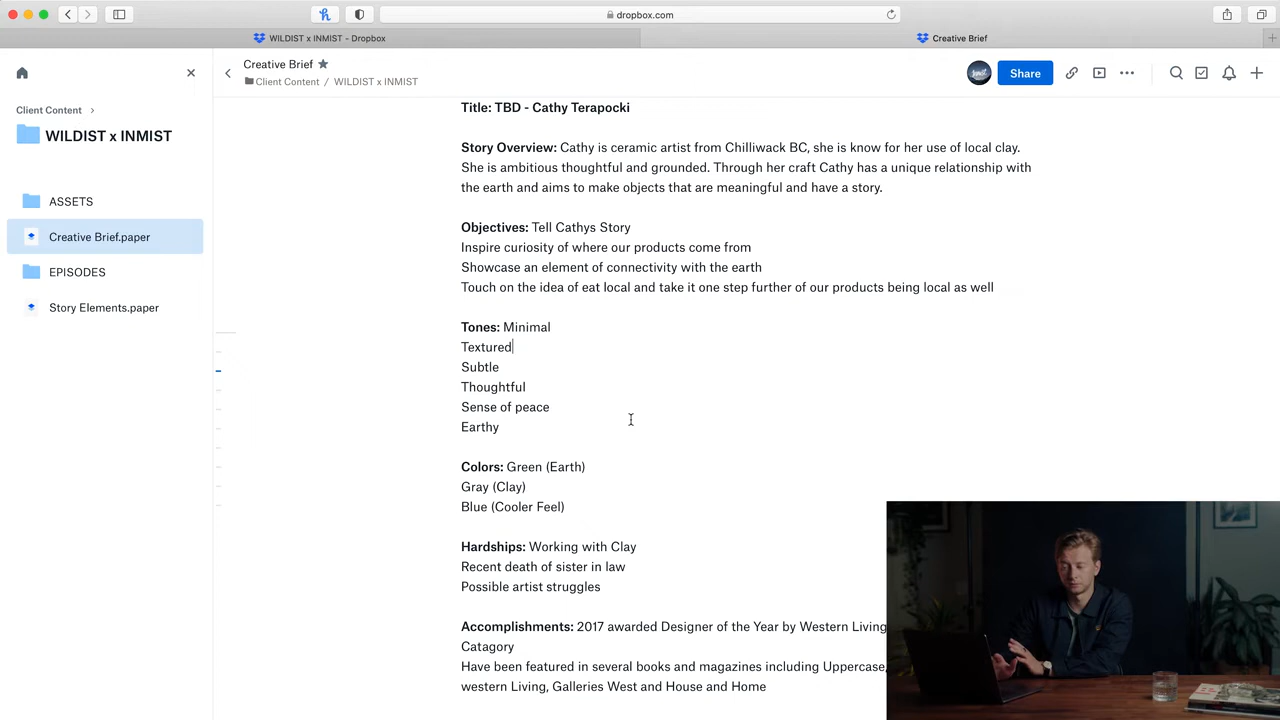 dropbox.com
WILDIST x INMIST - Dropbox
Creative Brief
Creative Brief ★
Client Content / WILDIST x INMIST
Share
Client Content >
WILDIST x INMIST
ASSETS
Creative Brief.paper
EPISODES
Story Elements.paper
Title: TBD - Cathy Terapocki
Story Overview: Cathy is ceramic artist from Chilliwack BC, she is know for her use of local clay.
She is ambitious thoughtful and grounded. Through her craft Cathy has a unique relationship with
the earth and aims to make objects that are meaningful and have a story.
Objectives: Tell Cathys Story
Inspire curiosity of where our products come from
Showcase an element of connectivity with the earth
Touch on the idea of eat local and take it one step further of our products being local as well
Tones: Minimal
Textured
Subtle
Thoughtful
Sense of peace
Earthy
Colors: Green (Earth)
Gray (Clay)
Blue (Cooler Feel)
Hardships: Working with Clay
Recent death of sister in law
Possible artist struggles
Accomplishments: 2017 awarded Designer of the Year by Western Living
Catagory
Have been featured in several books and magazines including Uppercase,
western Living, Galleries West and House and Home